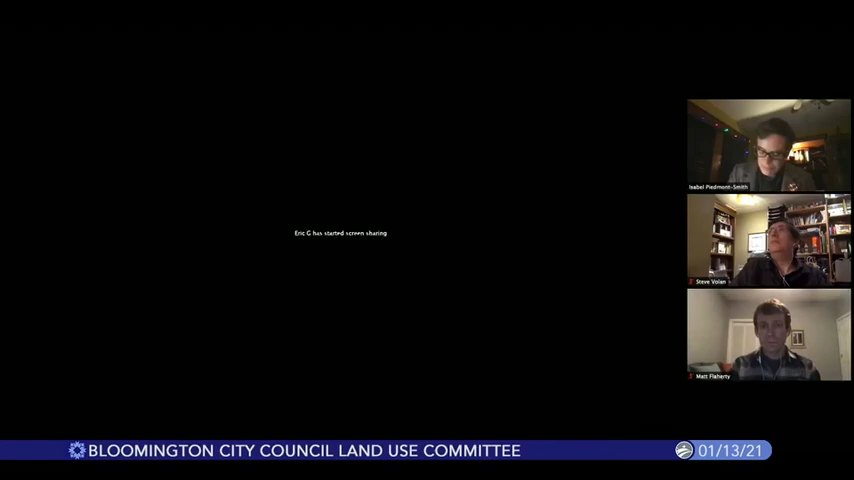 Isabel Piedmont-Smith
Eric G has started screen sharing
Steve Volan
Matt Flaherty
BLOOMINGTON CITY COUNCIL LAND USE COMMITTEE
01/13/21